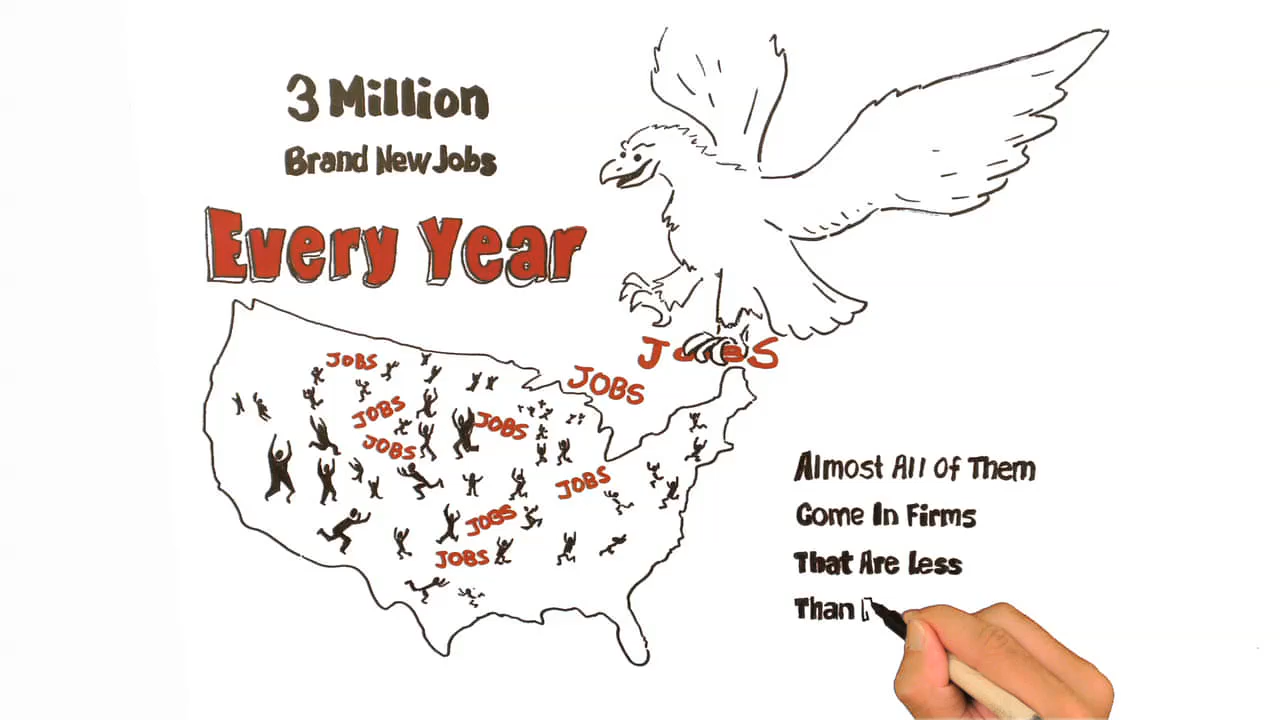 3 Million
Brand New Jobs
Every Year
JOBS
JOBS
JOBS
JOBS
JOBS
JOBS
JOBS
JOBS
JOBS
Almost All Of Them
Come In Firms
That Are Less
Than